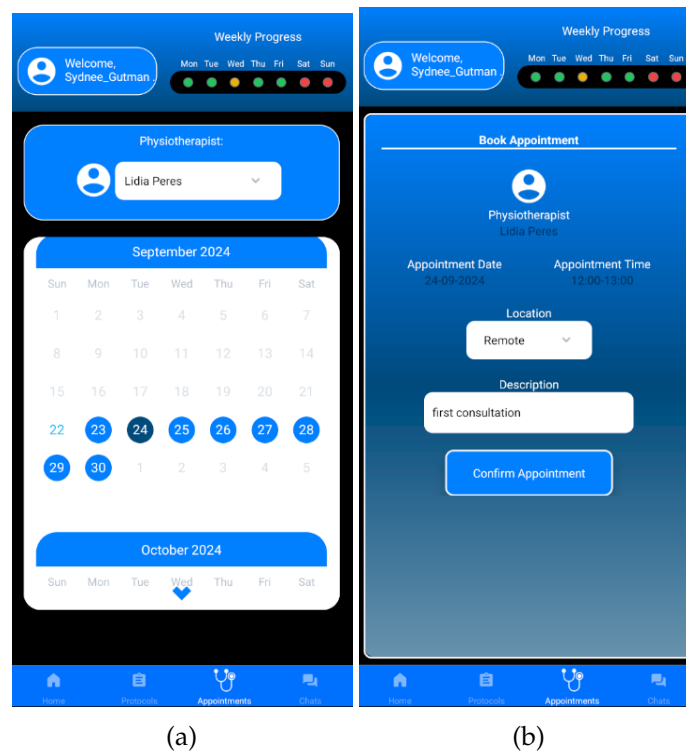 Weekly Progress
Welcome,
Sydnee_Gutman.
Mon Tue Wed Thu Fri Sat Sun
Physiotherapist:
Lidia Peres
September 2024
Sun Mon Tue Wed Thu Fri Sat
1 2 3 4 5 6 7
8 9 10 11 12 13 14
15 16 17 18 19 20 21
22 23 24 25 26 27 28
29 30 1 2 3 4 5
October 2024
Sun Mon Tue Wed Thu Fri Sat
Home Protocols Appointments Chats
(a)
Weekly Progress
Welcome,
Sydnee_Gutman.
Mon Tue Wed Thu Fri Sat Sun
Book Appointment
Physiotherapist
Lidia Peres
Appointment Date Appointment Time
24-09-2024 12:00-13:00
Location
Remote
Description
first consultation
Confirm Appointment
Home Protocols Appointments Chats
(b)